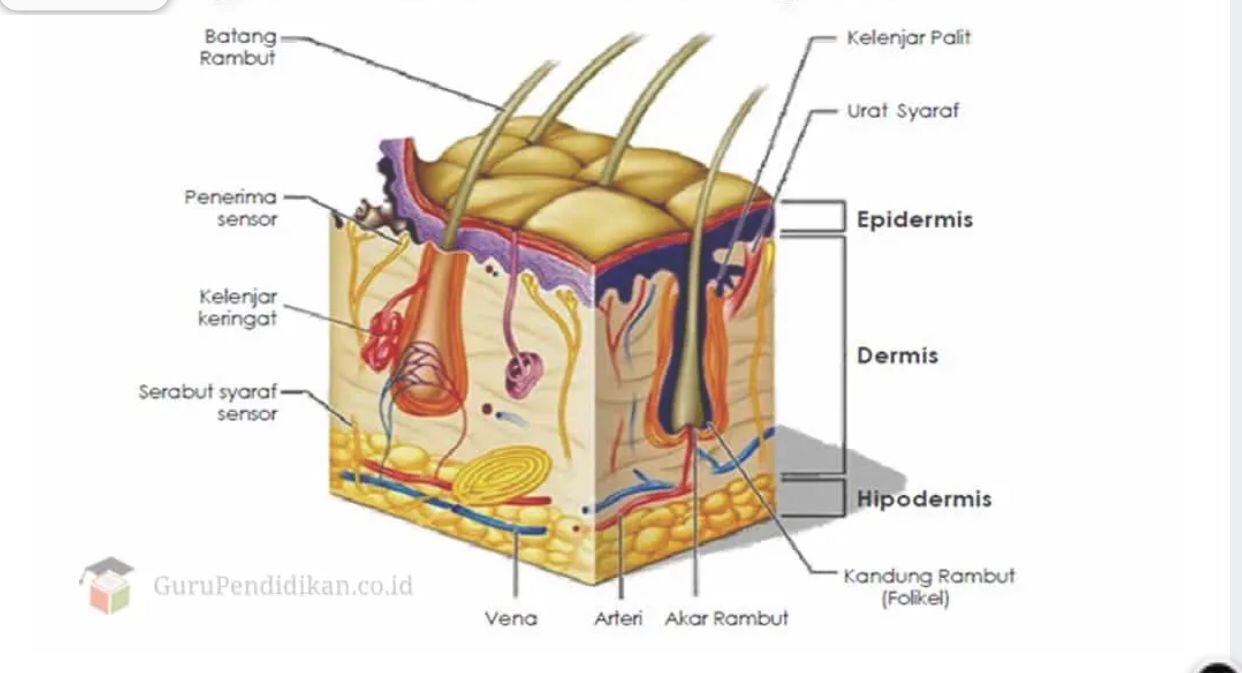 Batang
Rambut
Penerima
sensor
Kelenjar
keringat
Serabut syaraf
sensor
Kelenjar Palit
Urat Syaraf
Epidermis
Dermis
Hipodermis
Kandung Rambut
(Folikel)
Vena
Arteri
Akar Rambut
GuruPendidikan.co.id